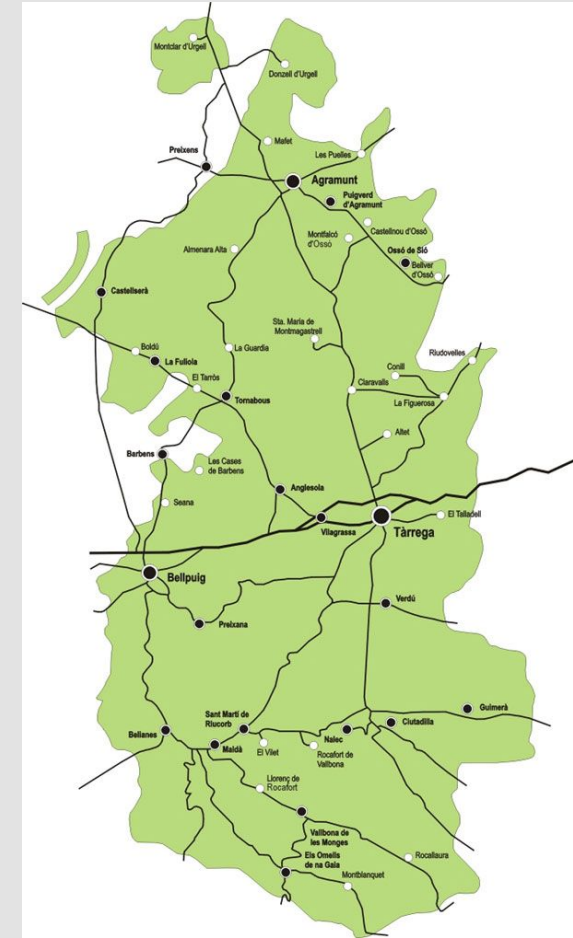 Montclar d'Urgell
Donzell d'Urgell
Mafet
Preixens
Les Puelles
Agramunt
Puigverd
d'Agramunt
Castellnou d'Ossó
Montfalcó
d'Ossó
Almenara Alta
Ossó de Sió
Bellver
d'Ossó
Castellserà
Sta. Maria de
Montmagastrell
Boldú
La Fuliola
La Guardia
Riudovelles
Conill
El Tarròs
Claravalls
La Figuerosa
Tornabous
Altet
Barbens
Les Cases
de Barbens
Anglesola
Seana
El Talladell
Vilagrassa
Tàrrega
Bellpuig
Verdú
Preixana
Guimerà
Sant Martí de
Riucorb
Ciutadilla
Belianes
Nalec
Maldà
El Vilet
Rocafort de
Vallbona
Llorenç de
Rocafort
Vallbona de
les Monges
Rocallaura
Els Omells
de na Gaia
Montblanquet